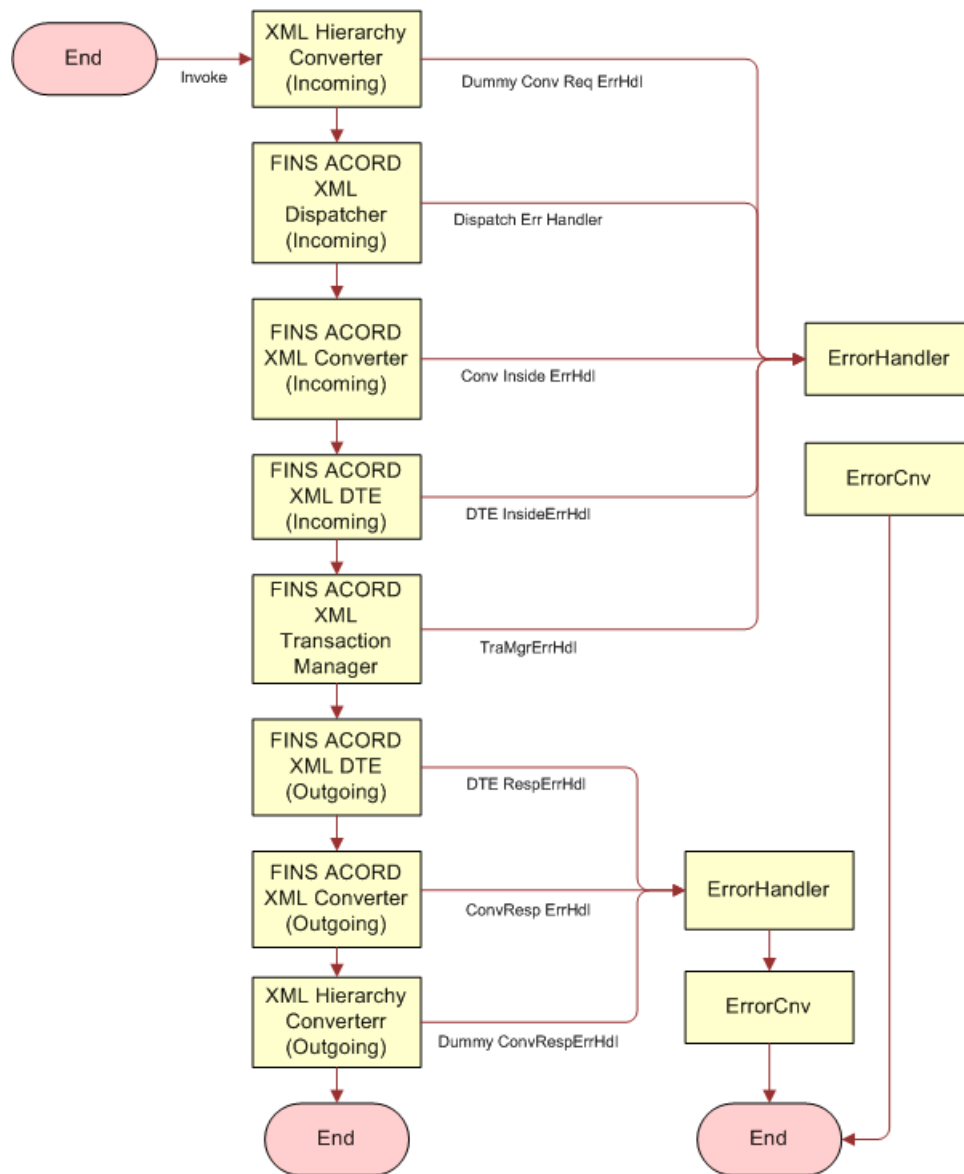 End
Invoke
XML Hierarchy
Converter
(Incoming)
Dummy Conv Req ErrHdl
FINS ACORD
XML
Dispatcher
(Incoming)
Dispatch Err Handler
FINS ACORD
XML Converter
(Incoming)
Conv Inside ErrHdl
ErrorHandler
ErrorCnv
FINS ACORD
XML DTE
(Incoming)
DTE InsideErrHdl
FINS ACORD
XML
Transaction
Manager
TraMgrErrHdl
FINS ACORD
XML DTE
(Outgoing)
DTE RespErrHdl
FINS ACORD
XML Converter
(Outgoing)
ConvResp ErrHdl
ErrorHandler
XML Hierarchy
Converterr
(Outgoing)
Dummy ConvRespErrHdl
ErrorCnv
End
End